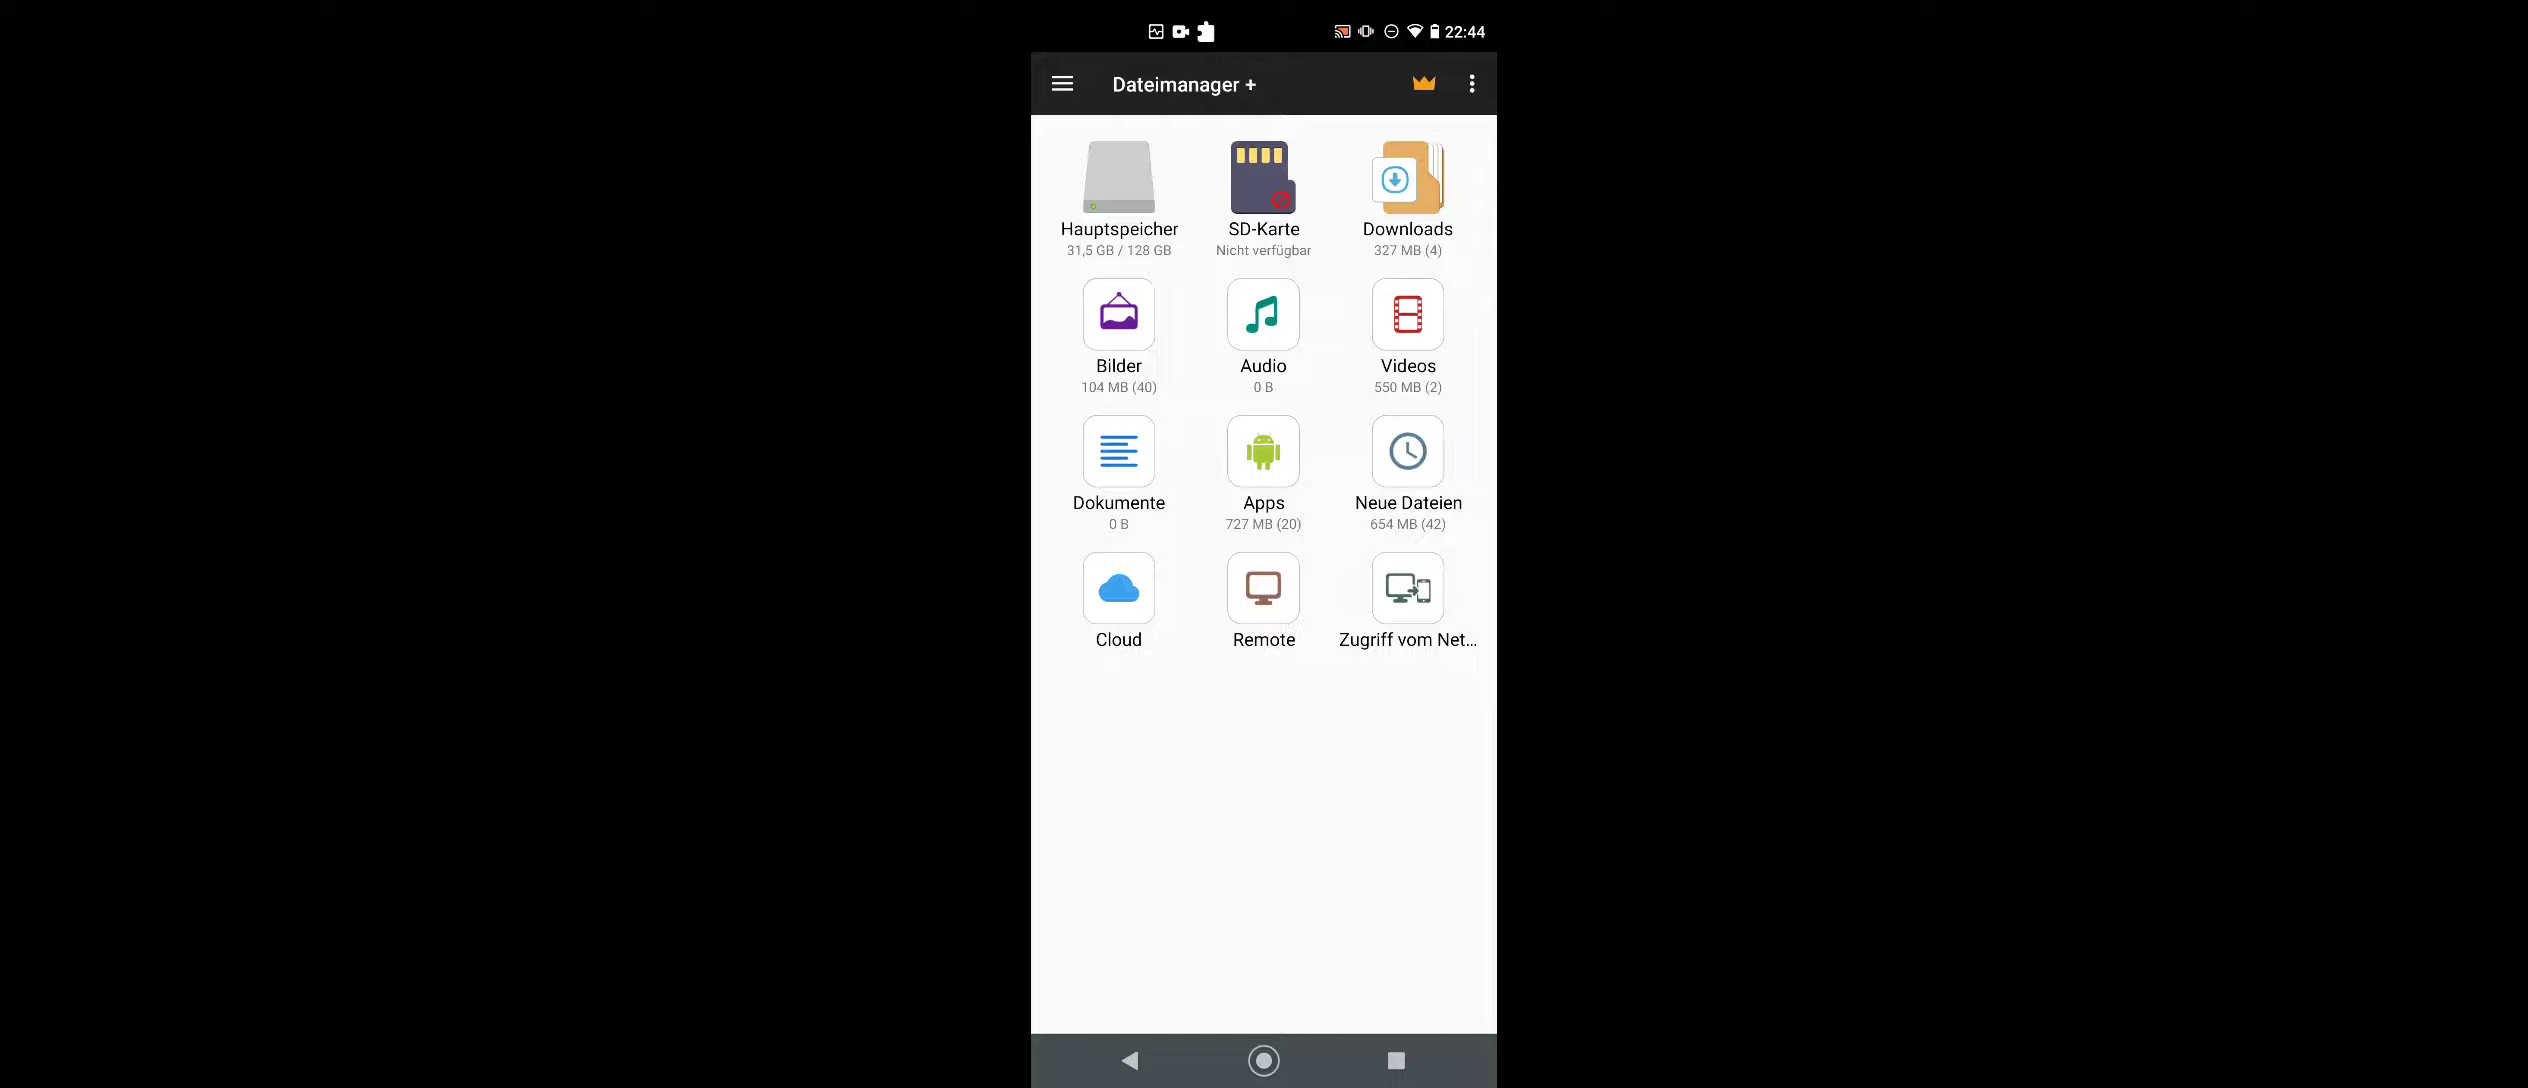 22:44
Dateimanager +
Hauptspeicher
31,5 GB / 128 GB
SD-Karte
Nicht verfügbar
Downloads
327 MB (4)
Bilder
104 MB (40)
Audio
0 B
Videos
550 MB (2)
Dokumente
0 B
Apps
727 MB (20)
Neue Dateien
654 MB (42)
Cloud
Remote
Zugriff vom Net...